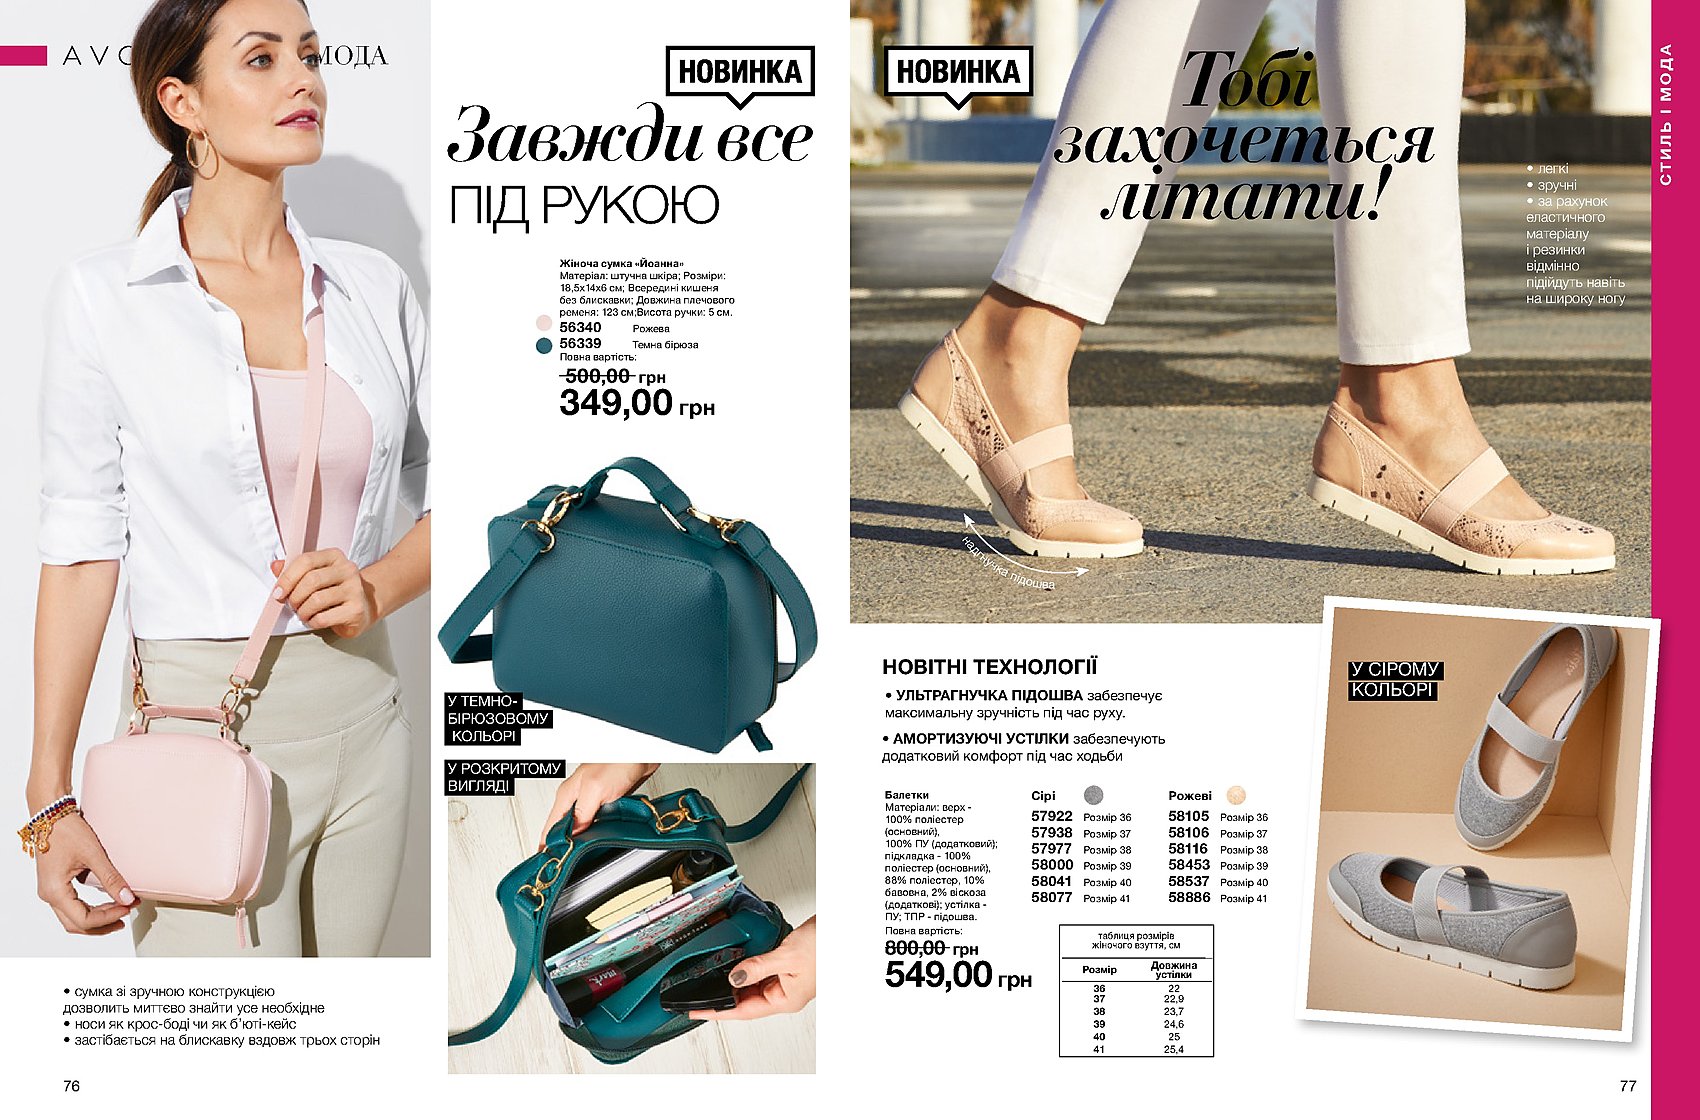 AVO
МОДА
НОВИНКА
Завжди все
ПІД РУКОЮ
Жіноча сумка «Йоанна»
Матеріал: штучна шкіра; Розміри:
18,5х14х6 см; Всередині кишеня
без блискавки; Довжина плечового
ременя: 123 см;Висота ручки: 5 см.
56340 Рожева
56339 Темна бірюза
Повна вартість:
500,00 грн
349,00 грн
У ТЕМНО-
БІРЮЗОВОМУ
КОЛЬОРІ
У РОЗКРИТОМУ
ВИГЛЯДІ
• сумка зі зручною конструкцією
дозволить миттєво знайти усе необхідне
• носи як крос-боді чи як б’юті-кейс
• застібається на блискавку вздовж трьох сторін
76
НОВИНКА
Тобі
захочеться
літати!
СТИЛЬ І МОДА
• легкі
• зручні
• за рахунок
еластичного
матеріалу
і резинки
відмінно
підійдуть навіть
на широку ногу
надгнучка підошва
НОВІТНІ ТЕХНОЛОГІЇ
• УЛЬТРАГНУЧКА ПІДОШВА забезпечує
максимальну зручність під час руху.
• АМОРТИЗУЮЧІ УСТІЛКИ забезпечують
додатковий комфорт під час ходьби
У СІРОМУ
КОЛЬОРІ
Балетки
Матеріали: верх -
100% поліестер
(основний),
100% ПУ (додатковий);
підкладка - 100%
поліестер (основний),
88% поліестер, 10%
бавовна, 2% віскоза
(додаткові); устілка -
ПУ; ТПР - підошва.
Повна вартість:
800,00 грн
549,00 грн
Сірі Рожеві
57922 Розмір 36 58105 Розмір 36
57938 Розмір 37 58106 Розмір 37
57977 Розмір 38 58116 Розмір 38
58000 Розмір 39 58453 Розмір 39
58041 Розмір 40 58537 Розмір 40
58077 Розмір 41 58886 Розмір 41
таблиця розмірів
жіночого взуття, см
Розмір Довжина
устілки
36 22
37 22,9
38 23,7
39 24,6
40 25
41 25,4
77